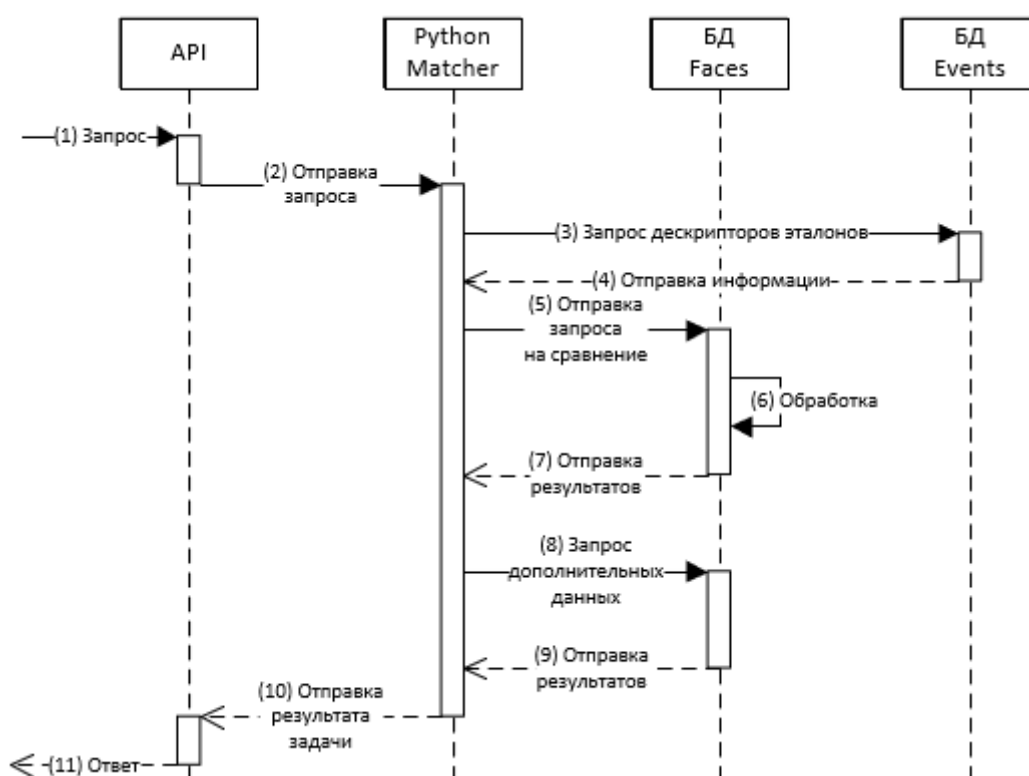 API
Python
Matcher
БД
Faces
БД
Events
(1) Запрос
(2) Отправка
запроса
(3) Запрос дескрипторов эталонов
(4) Отправка информации
(5) Отправка
запроса
на сравнение
(6) Обработка
(7) Отправка
результатов
(8) Запрос
дополнительных
данных
(9) Отправка
результатов
(10) Отправка
результата
задачи
(11) Ответ